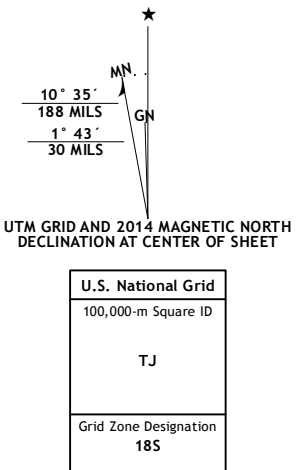 ★
MN
GN
10° 35´
188 MILS
1° 43´
30 MILS
UTM GRID AND 2014 MAGNETIC NORTH
DECLINATION AT CENTER OF SHEET
U.S. National Grid
100,000-m Square ID
TJ
Grid Zone Designation
18S